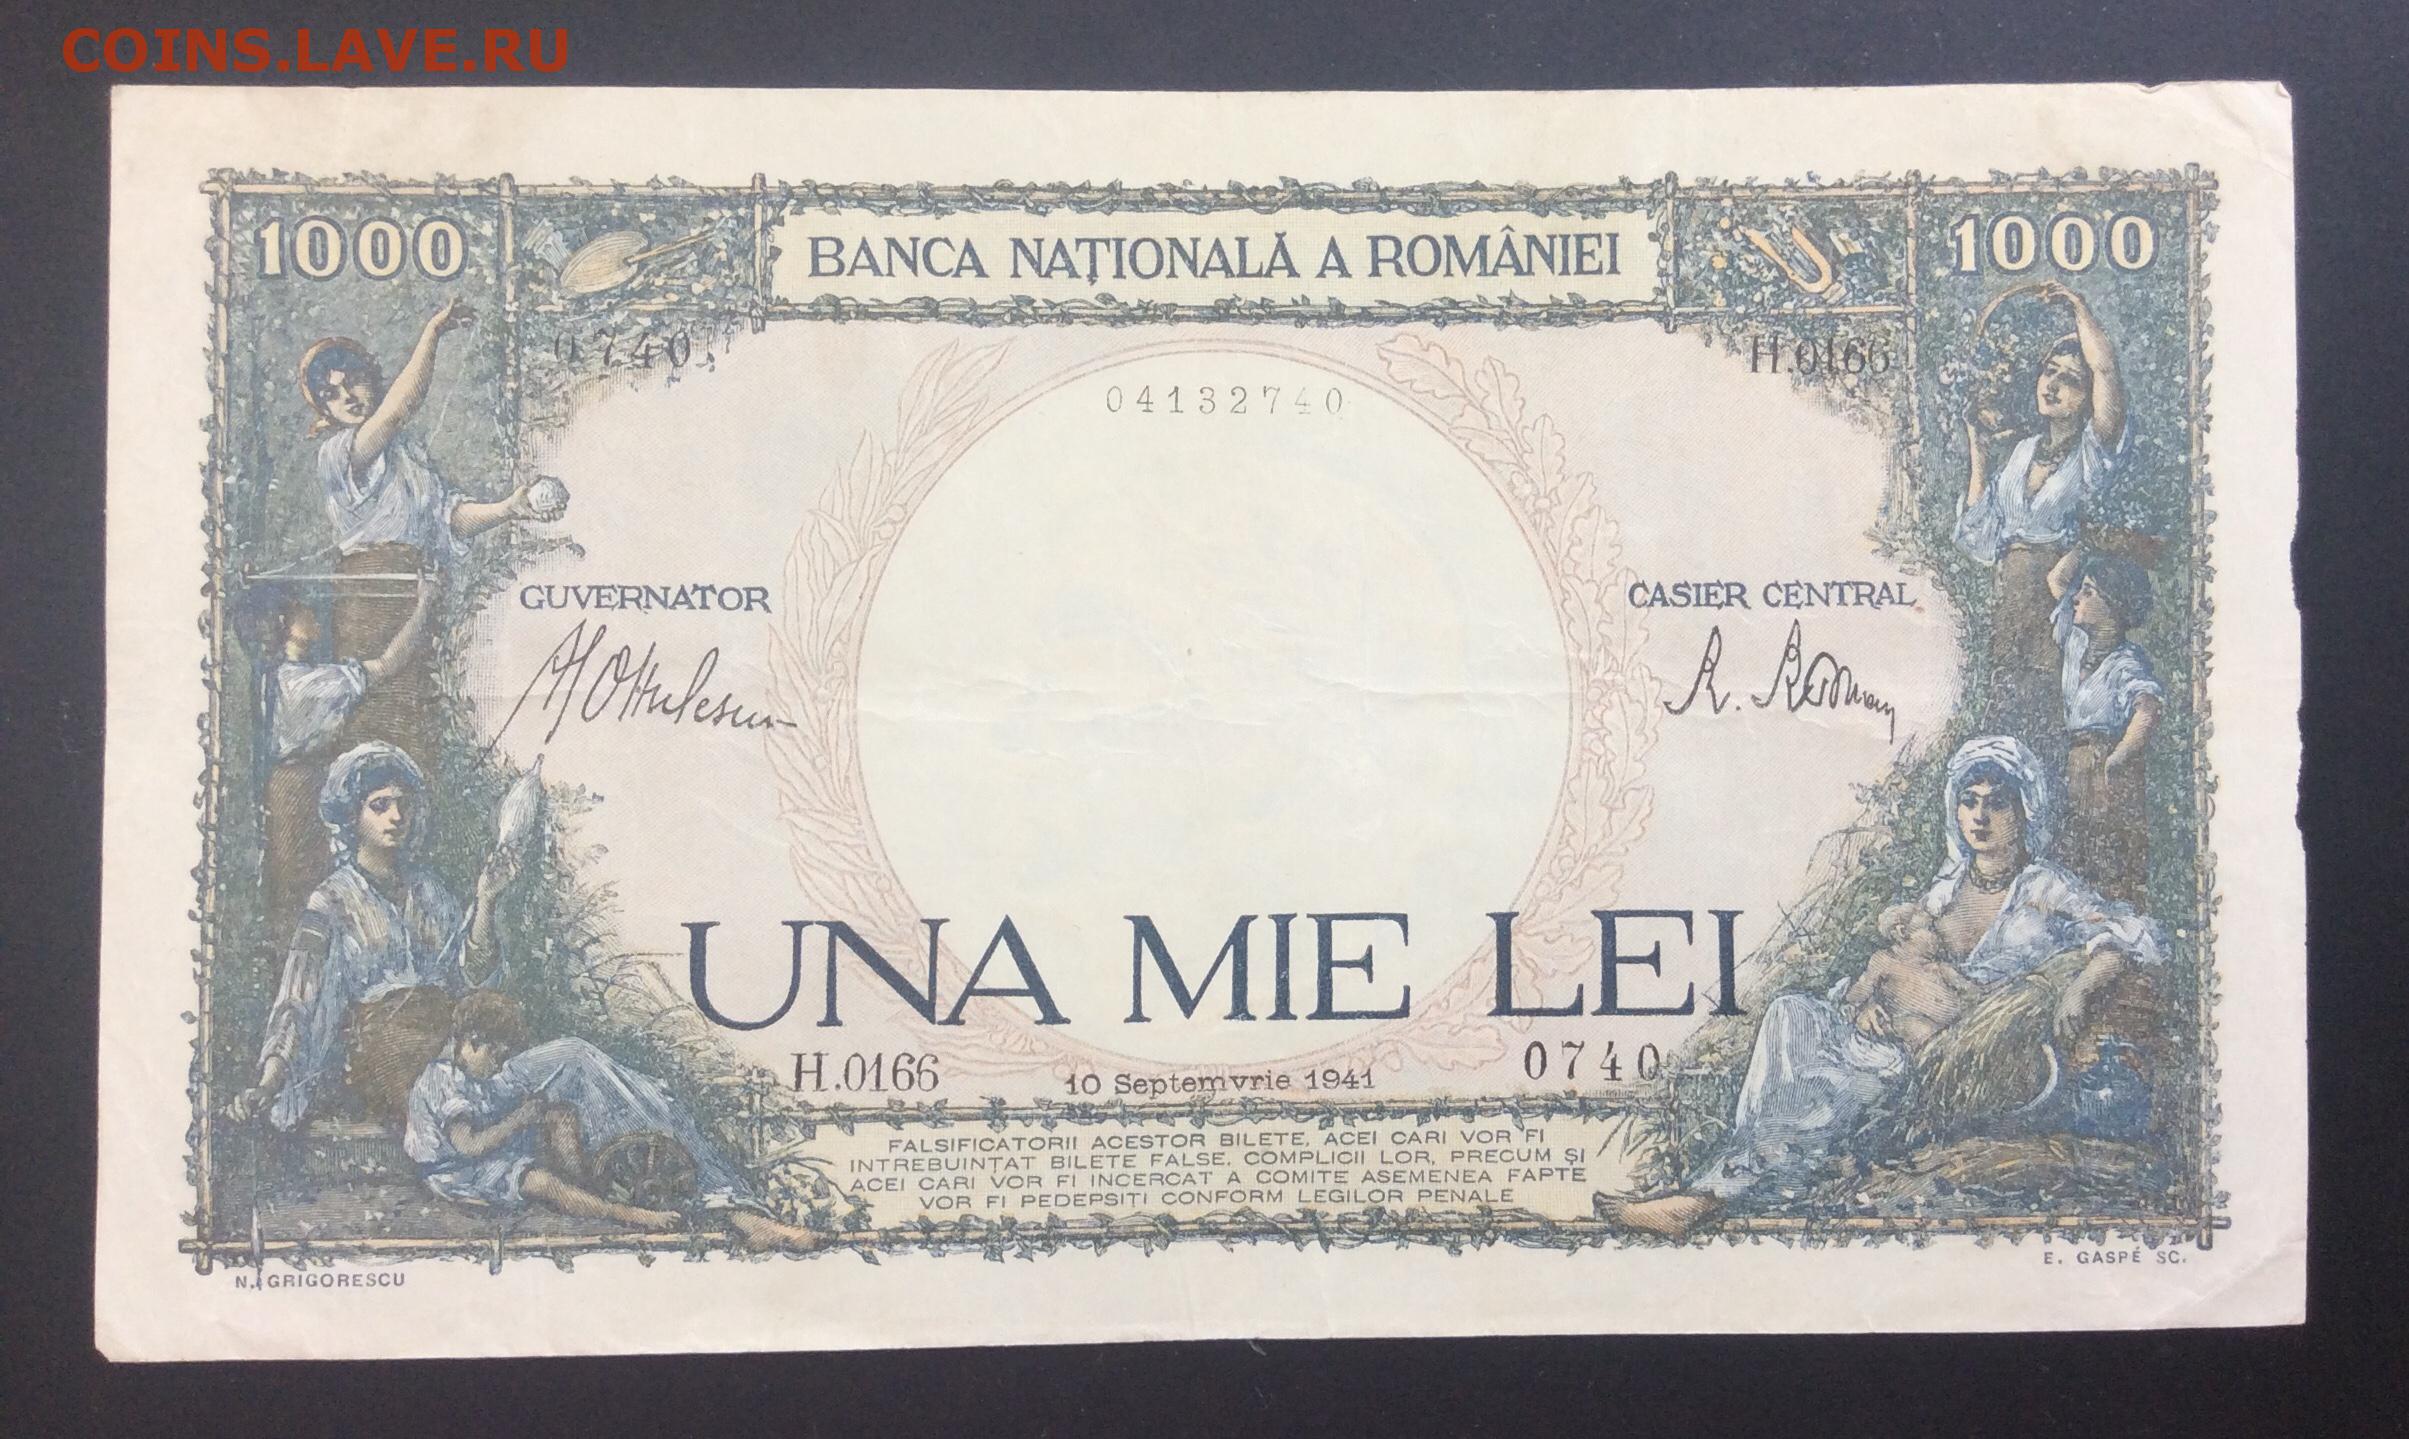 COINS.LAVE.RU
1000
BANCA NAȚIONALĂ A ROMÂNIEI
1000
0740
H.0166
04132740
GUVERNATOR
CASIER CENTRAL
UNA MIE LEI
H.0166
10 Septemvrie 1941
0740
FALSIFICATORII ACESTOR BILETE, ACEI CARI VOR FI
INTREBUINȚAT BILETE FALSE, COMPLICII LOR, PRECUM ȘI
ACEI CARI VOR FI INCERCAT A COMITE ASEMENEA FAPTE
VOR FI PEDEPSIȚI CONFORM LEGILOR PENALE
N. GRIGORESCU
E. GASPÉ SC.